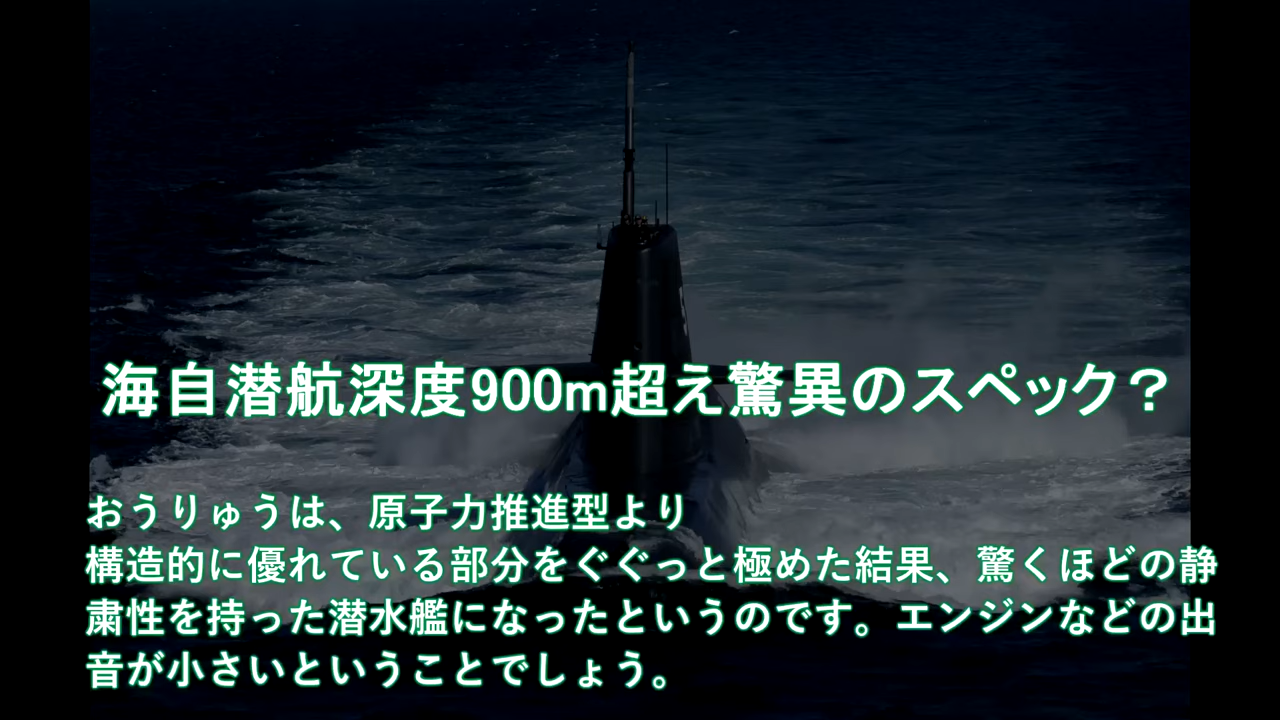 海自潜航深度900m超え驚異のスペック？
おうりゅうは、原子力推進型より
構造的に優れている部分をぐぐっと極めた結果、驚くほどの静
粛性を持った潜水艦になったというのです。エンジンなどの出
音が小さいということでしょう。